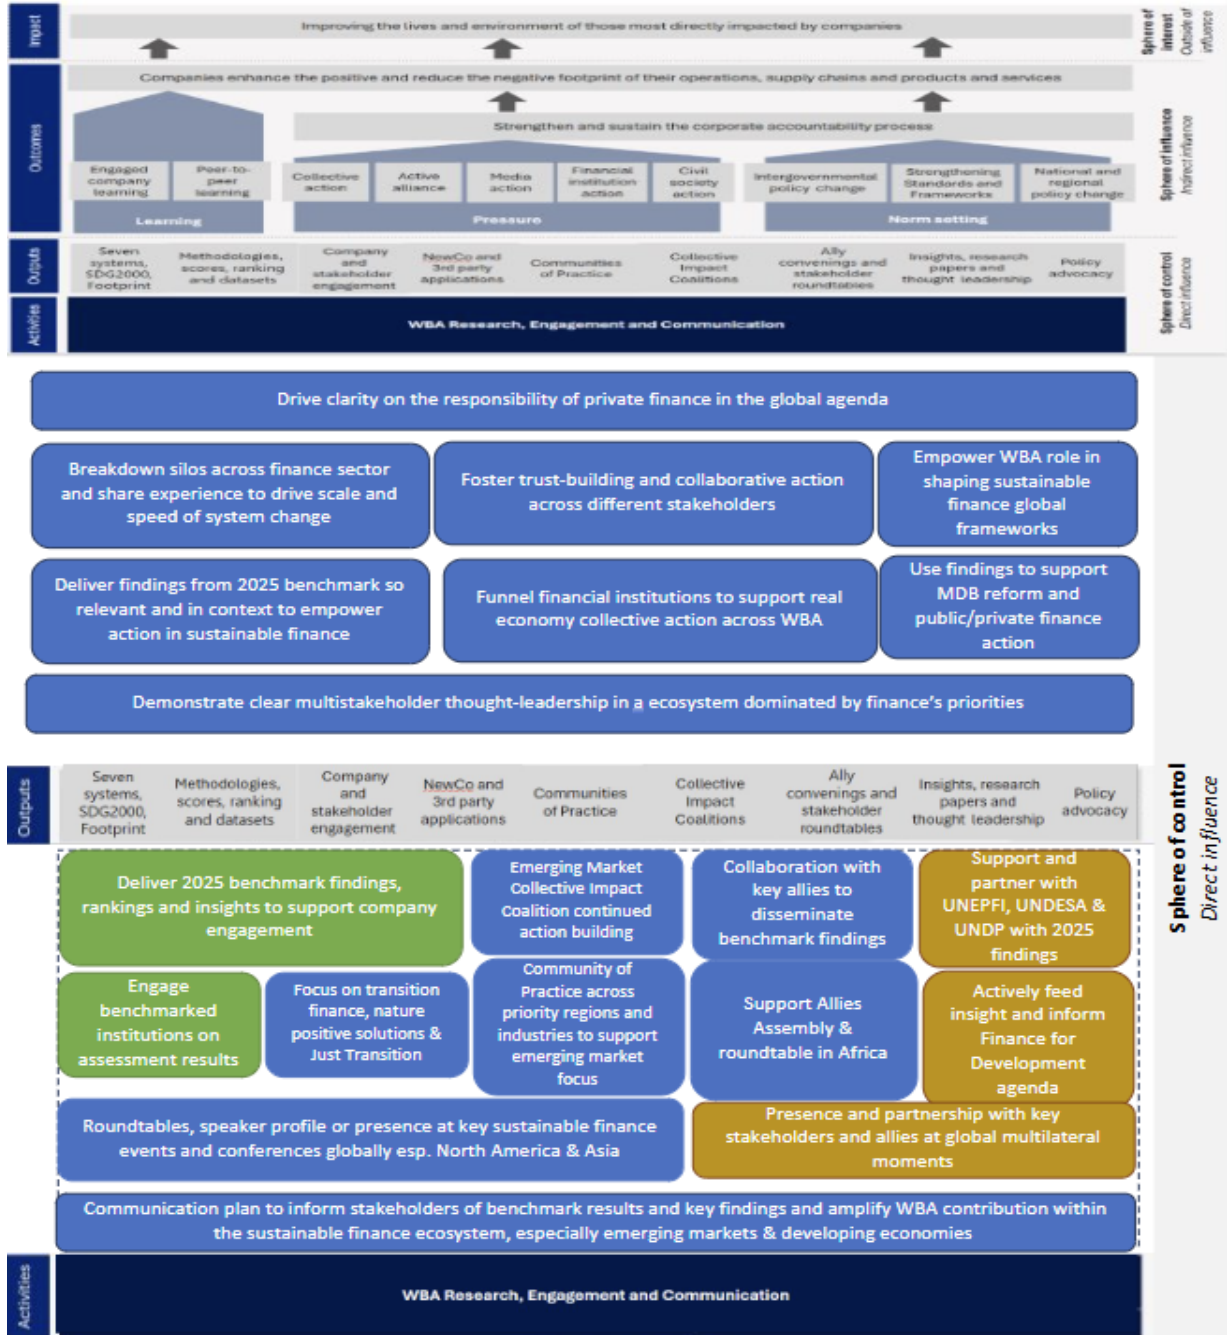 Impact
Improving the lives and environment of those most directly impacted by companies
Sphere of
interest
Outside of
influence
Companies enhance the positive and reduce the negative footprint of their operations, supply chains and products and services
Outcomes
Strengthen and sustain the corporate accountability process
Engaged
company
learning
Peer-to-
peer
learning
Learning
Collective
action
Active
alliance
Media
action
Financial
institution
action
Civil
society
action
Pressure
Intergovernmental
policy change
Strengthening
Standards and
Frameworks
National and
regional
policy change
Norm setting
Sphere of influence
Indirect influence
Outputs
Seven
systems,
SDG2000,
Footprint
Methodologies,
scores, ranking
and datasets
Company
and
stakeholder
engagement
NewCo and
3rd party
applications
Communities
of Practice
Collective
Impact
Coalitions
Ally
convenings and
stakeholder
roundtables
Insights, research
papers and
thought leadership
Policy
advocacy
Sphere of control
Direct influence
Activities
WBA Research, Engagement and Communication
Drive clarity on the responsibility of private finance in the global agenda
Breakdown silos across finance sector
and share experience to drive scale and
speed of system change
Foster trust-building and collaborative action
across different stakeholders
Empower WBA role in
shaping sustainable
finance global
frameworks
Deliver findings from 2025 benchmark so
relevant and in context to empower
action in sustainable finance
Funnel financial institutions to support real
economy collective action across WBA
Use findings to support
MDB reform and
public/private finance
action
Demonstrate clear multistakeholder thought-leadership in a ecosystem dominated by finance's priorities
Outputs
Seven
systems,
SDG2000,
Footprint
Methodologies,
scores, ranking
and datasets
Company
and
stakeholder
engagement
NewCo and
3rd party
applications
Communities
of Practice
Collective
Impact
Coalitions
Ally
convenings and
stakeholder
roundtables
Insights, research
papers and
thought leadership
Policy
advocacy
Sphere of control
Direct influence
Deliver 2025 benchmark findings,
rankings and insights to support company
engagement
Emerging Market
Collective Impact
Coalition continued
action building
Collaboration with
key allies to
disseminate
benchmark findings
Support and
partner with
UNEPFI, UNDESA &
UNDP with 2025
findings
Engage
benchmarked
institutions on
assessment results
Focus on transition
finance, nature
positive solutions &
Just Transition
Community of
Practice across
priority regions and
industries to support
emerging market
focus
Support Allies
Assembly &
roundtable in Africa
Actively feed
insight and inform
Finance for
Development
agenda
Roundtables, speaker profile or presence at key sustainable finance
events and conferences globally esp. North America & Asia
Presence and partnership with key
stakeholders and allies at global multilateral
moments
Communication plan to inform stakeholders of benchmark results and key findings and amplify WBA contribution within
the sustainable finance ecosystem, especially emerging markets & developing economies
Activities
WBA Research, Engagement and Communication